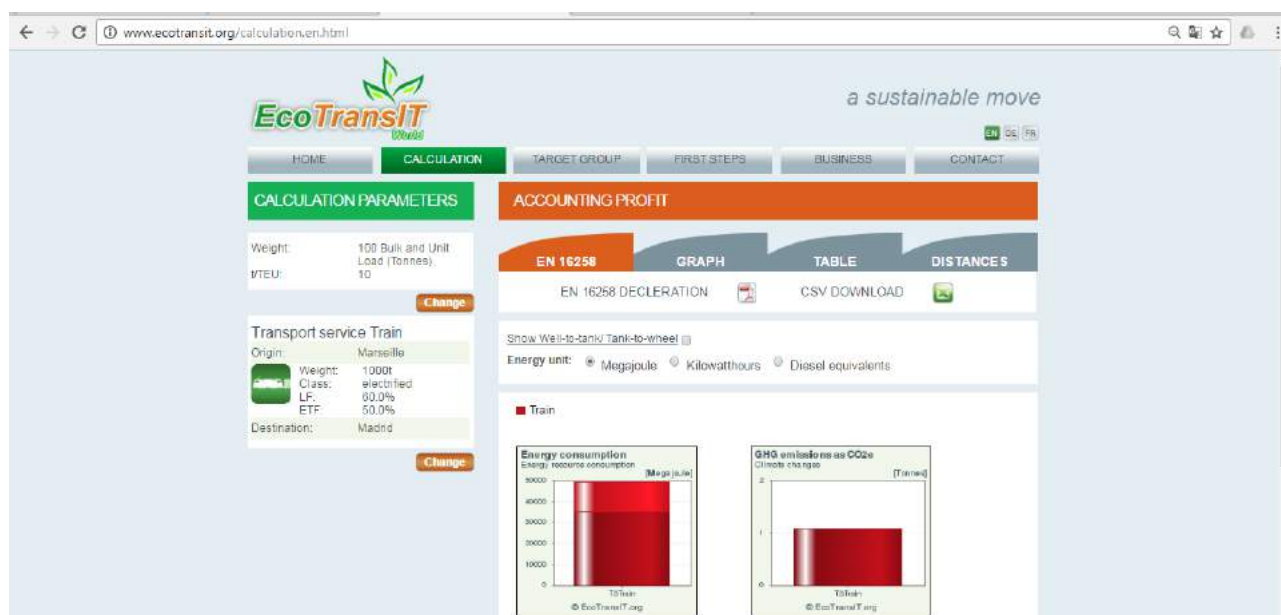 www.ecotransit.org/calculation.en.html
EcoTransIT
World
a sustainable move
EN DE FR
HOME CALCULATION TARGET GROUP FIRST STEPS BUSINESS CONTACT
CALCULATION PARAMETERS
Weight: 100 Bulk and Unit
Load (Tonnes)
t/TEU: 10
Change
Transport service Train
Origin: Marseille
Weight: 1000t
Class: electrified
LF: 60.0%
ETF: 50.0%
Destination: Madrid
Change
ACCOUNTING PROFIT
EN 16258 GRAPH TABLE DISTANCES
EN 16258 DECLERATION CSV DOWNLOAD
Show Well-to-tank/ Tank-to-wheel
Energy unit: Megajoule Kilowatthours Diesel equivalents
Train
Energy consumption
Energy resource consumption
[Megajoule]
50000
40000
30000
20000
10000
0
TSTrain
© EcoTransIT.org
GHG emissions as CO2e
Climate changes
[Tonnes]
2
1
0
TSTrain
© EcoTransIT.org